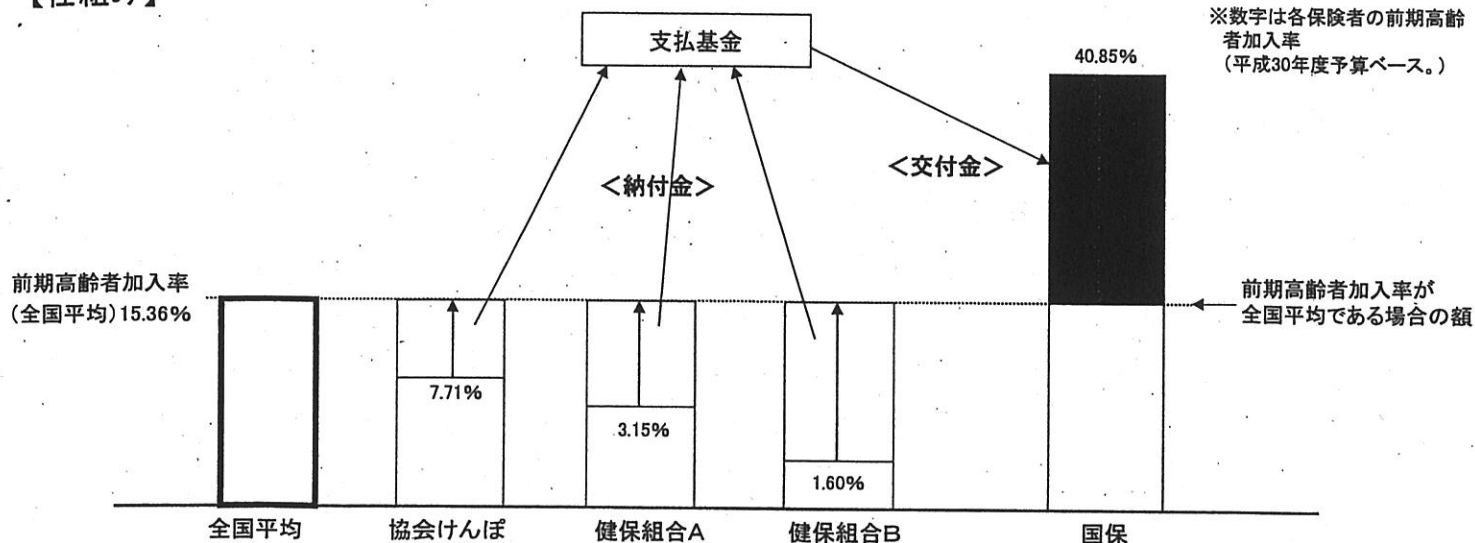 【仕組み】
※数字は各保険者の前期高齢
者加入率
(平成30年度予算ベース。)
支払基金
40.85%
<納付金>
<交付金>
前期高齢者加入率
(全国平均)15.36%
前期高齢者加入率が
全国平均である場合の額
7.71%
3.15%
1.60%
全国平均
協会けんぽ
健保組合A
健保組合B
国保